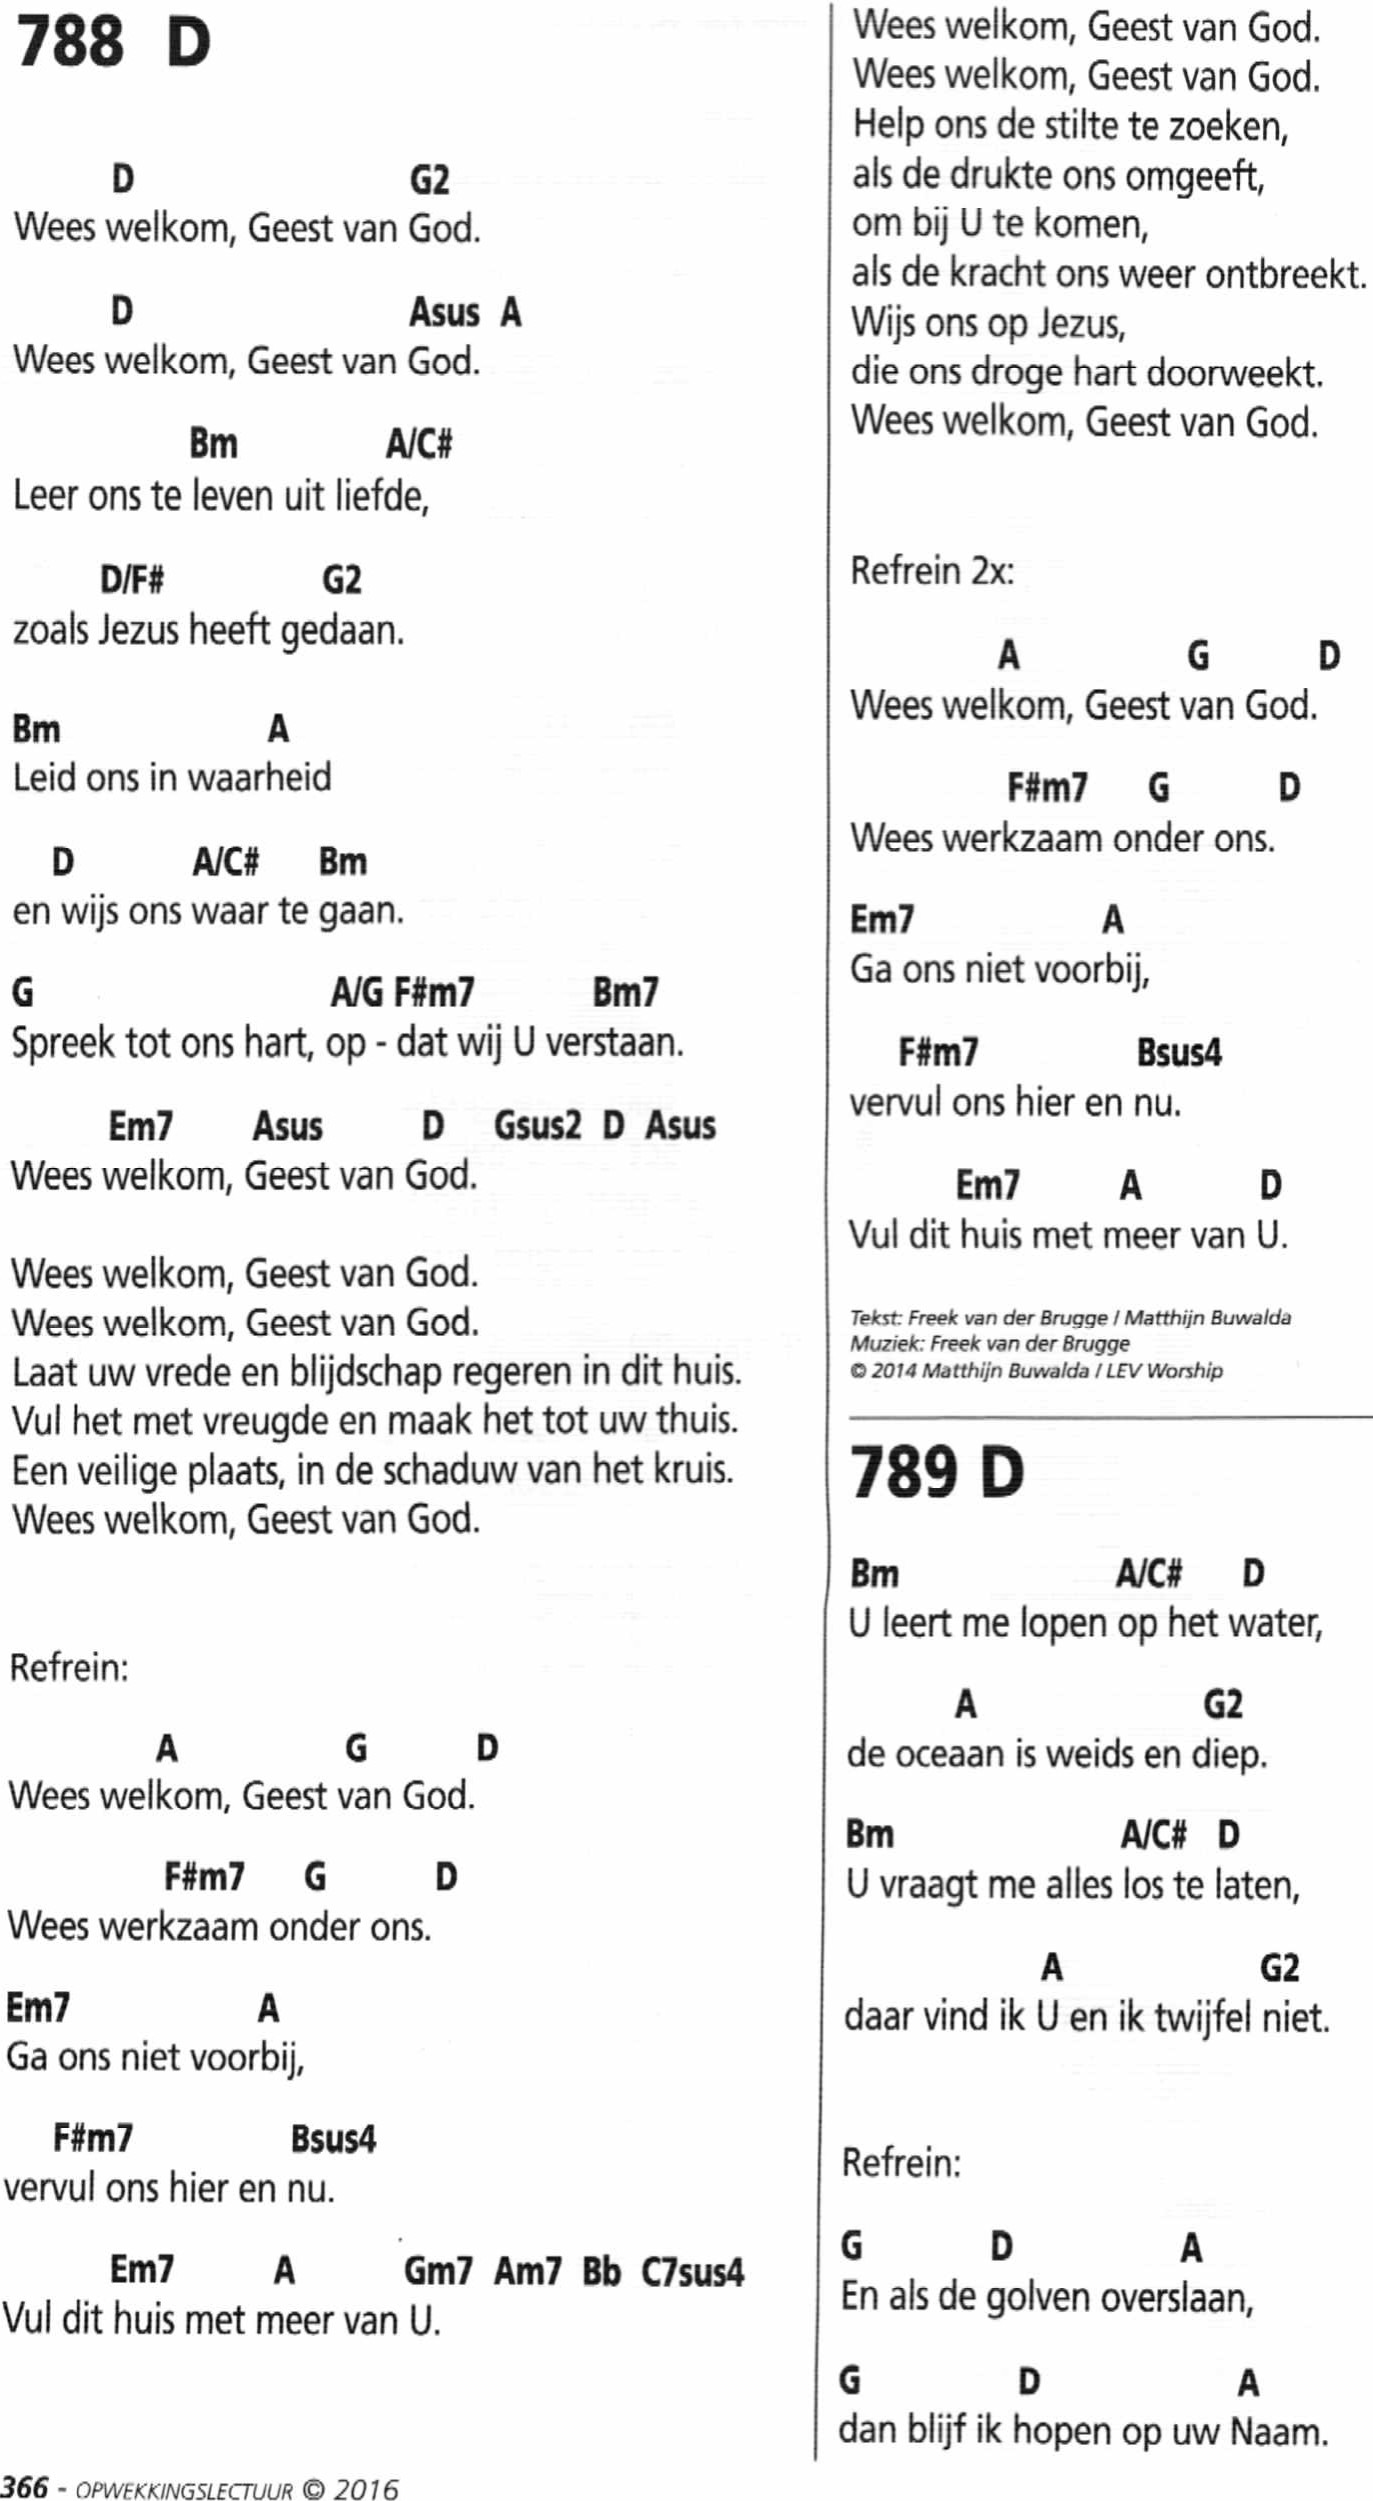 788 D
D G2
Wees welkom, Geest van God.
D Asus A
Wees welkom, Geest van God.
Bm A/C#
Leer ons te leven uit liefde,
D/F# G2
zoals Jezus heeft gedaan.
Bm A
Leid ons in waarheid
D A/C# Bm
en wijs ons waar te gaan.
G A/G F#m7 Bm7
Spreek tot ons hart, op - dat wij U verstaan.
Em7 Asus D Gsus2 D Asus
Wees welkom, Geest van God.
Wees welkom, Geest van God.
Wees welkom, Geest van God.
Laat uw vrede en blijdschap regeren in dit huis.
Vul het met vreugde en maak het tot uw thuis.
Een veilige plaats, in de schaduw van het kruis.
Wees welkom, Geest van God.
Refrein:
A G D
Wees welkom, Geest van God.
F#m7 G D
Wees werkzaam onder ons.
Em7 A
Ga ons niet voorbij,
F#m7 Bsus4
vervul ons hier en nu.
Em7 A Gm7 Am7 Bb C7sus4
Vul dit huis met meer van U.
366 - OPWEKKINGSLECTUUR © 2016
Wees welkom, Geest van God.
Wees welkom, Geest van God.
Help ons de stilte te zoeken,
als de drukte ons omgeeft,
om bij U te komen,
als de kracht ons weer ontbreekt.
Wijs ons op Jezus,
die ons droge hart doorweekt.
Wees welkom, Geest van God.
Refrein 2x:
A G D
Wees welkom, Geest van God.
F#m7 G D
Wees werkzaam onder ons.
Em7 A
Ga ons niet voorbij,
F#m7 Bsus4
vervul ons hier en nu.
Em7 A D
Vul dit huis met meer van U.
Tekst: Freek van der Brugge / Matthijn Buwalda
Muziek: Freek van der Brugge
© 2014 Matthijn Buwalda / LEV Worship
789 D
Bm A/C# D
U leert me lopen op het water,
A G2
de oceaan is weids en diep.
Bm A/C# D
U vraagt me alles los te laten,
A G2
daar vind ik U en ik twijfel niet.
Refrein:
G D A
En als de golven overslaan,
G D A
dan blijf ik hopen op uw Naam.